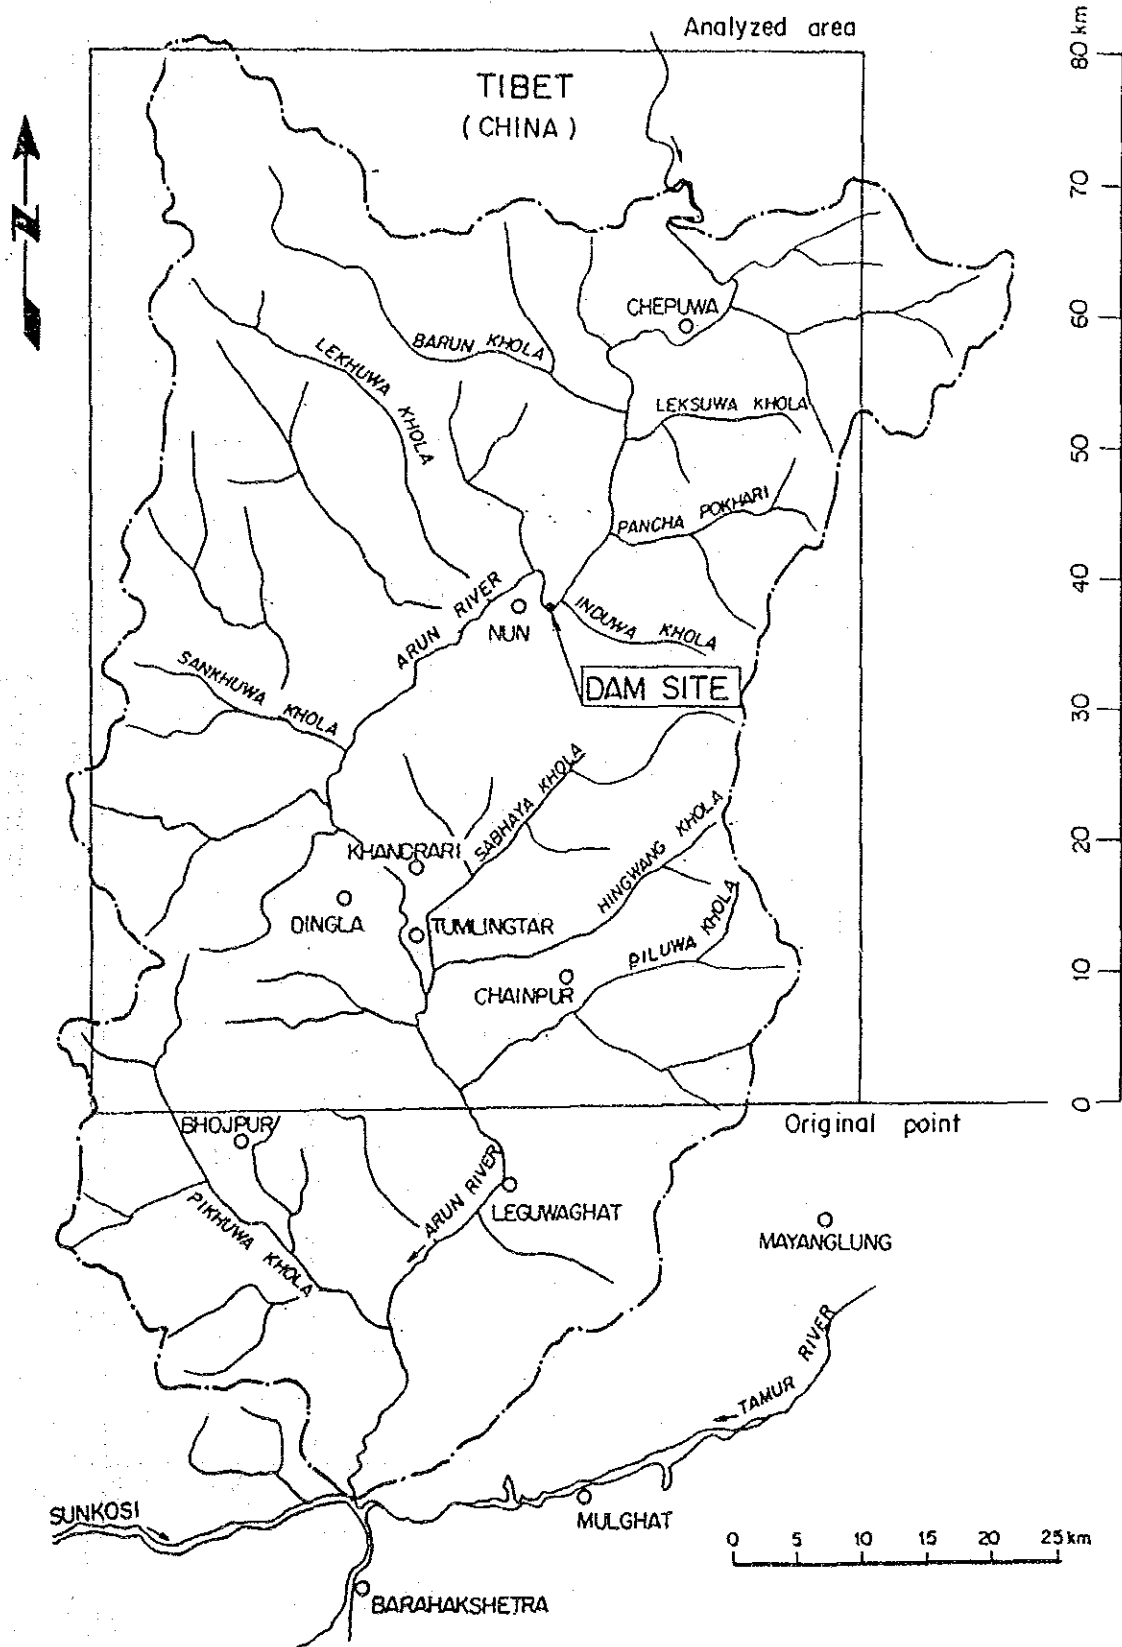 Analyzed area
80 km
TIBET
( CHINA )
N
70
CHEPUWA
60
BARUN KHOLA
LEKHUWA KHOLA
LEKSUWA KHOLA
50
PANCHA POKHARI
40
ARUN RIVER
NUN
INDUWA KHOLA
SANKHUWA KHOLA
DAM SITE
30
SABHAYA KHOLA
KHANDRARI
HINGWANG KHOLA
20
DINGLA
TUMLINGTAR
PILUWA KHOLA
CHAINPUR
10
0
Original point
BHOJPUR
ARUN RIVER
LEGUWAGHAT
PIKHUWA KHOLA
MAYANGLUNG
TAMUR RIVER
SUNKOSI
MULGHAT
0 5 10 15 20 25 km
BARAHAKSHETRA